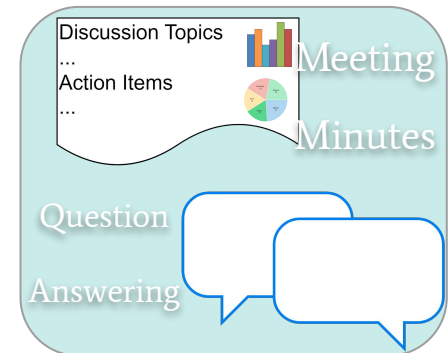 Discussion Topics
...
Action Items
...
Meeting
Minutes
Question
Answering